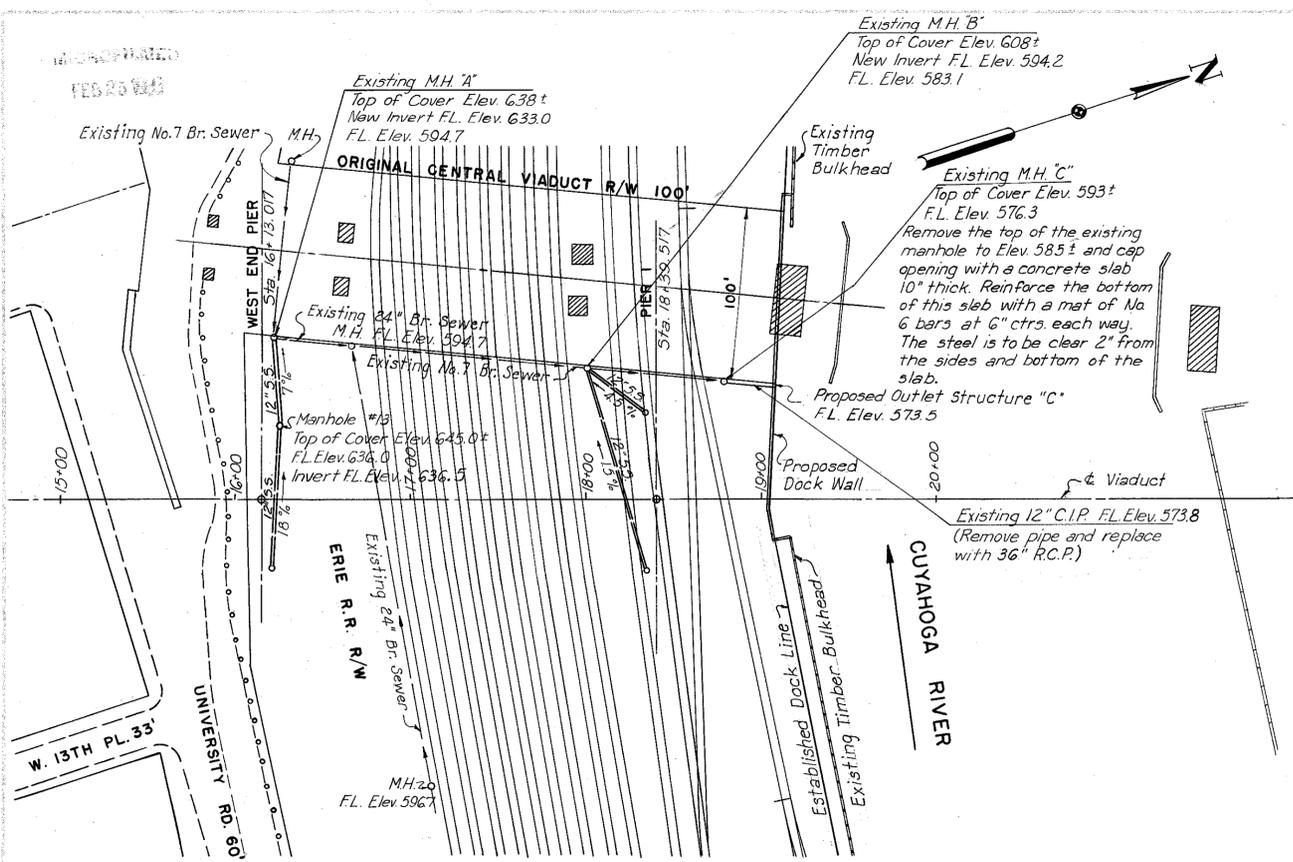 MICROFILMED
Existing M.H. "B"
Top of Cover Elev. 608±
New Invert F.L. Elev. 594.2
F.L. Elev. 583.1
N
Existing M.H. "A"
Top of Cover Elev. 638±
New Invert F.L. Elev. 633.0
F.L. Elev. 594.7
Existing No. 7 Br. Sewer
M.H.
ORIGINAL CENTRAL VIADUCT R/W 100'
Existing
Timber
Bulkhead
Existing M.H. "C"
Top of Cover Elev. 593±
F.L. Elev. 576.3
Remove the top of the existing
manhole to Elev. 585± and cap
opening with a concrete slab
10" thick. Reinforce the bottom
of this slab with a mat of No.
6 bars at 6" ctrs. each way.
The steel is to be clear 2" from
the sides and bottom of the
slab.
WEST END PIER
Sta. 16+13.017
PIER 1
Sta. 18+39.517
100'
Existing 84" Br. Sewer
M.H. F.L. Elev. 594.7
Existing No. 7 Br. Sewer
Proposed Outlet Structure "C"
F.L. Elev. 573.5
12" S.S.
7%
12" S.S.
45%
12" S.S.
15%
Manhole #13
Top of Cover Elev. 645.0±
F.L. Elev. 636.0
Invert F.L. Elev. 636.5
12" S.S.
18%
15+00
16+00
17+00
18+00
19+00
20+00
Proposed
Dock Wall
℄ Viaduct
Existing 12" C.I.P. F.L. Elev. 573.8
(Remove pipe and replace
with 36" R.C.P.)
ERIE R.R. R/W
Existing 24" Br. Sewer
CUYAHOGA RIVER
Established Dock Line
Existing Timber Bulkhead
W. 13TH PL. 33'
UNIVERSITY RD. 60'
M.H.
F.L. Elev. 596.7